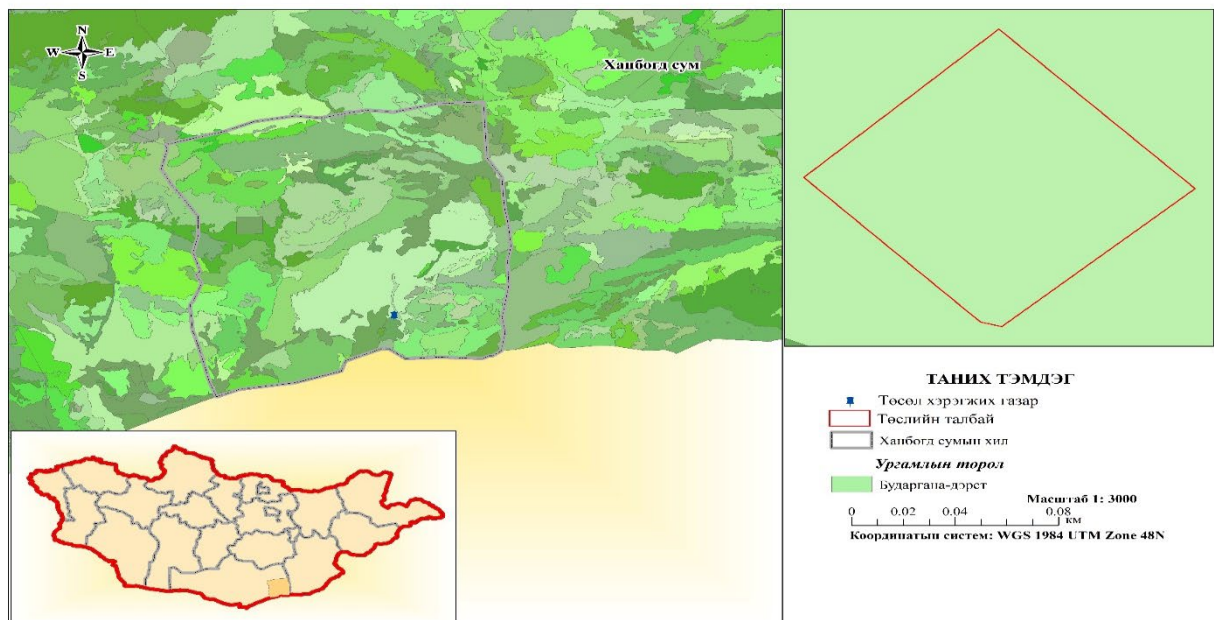 N
W E
S
Ханбогд сум
ТАНИХ ТЭМДЭГ
Төсөл хэрэгжих газар
Төслийн талбай
Ханбогд сумын хил
Ургамлын төрөл
Бударгана-дэрст
Масштаб 1: 3000
0 0.02 0.04 0.08
км
Координатын систем: WGS 1984 UTM Zone 48N